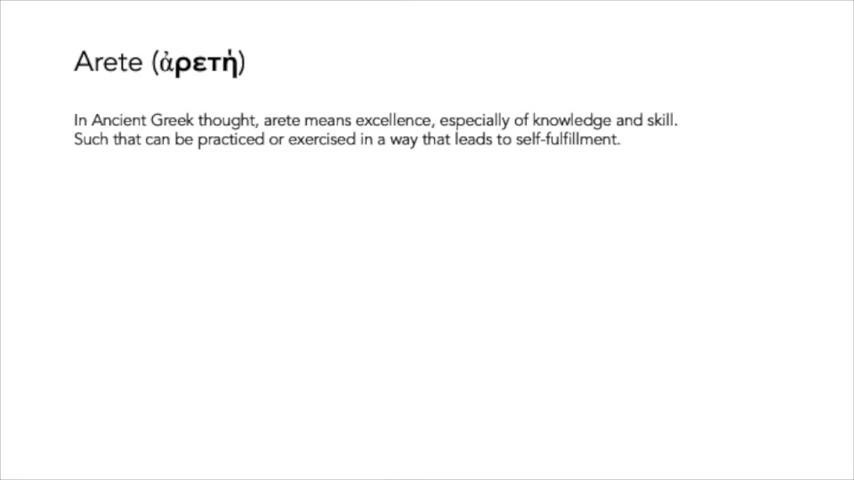 Arete (ἀρετή)
In Ancient Greek thought, arete means excellence, especially of knowledge and skill.
Such that can be practiced or exercised in a way that leads to self-fulfillment.